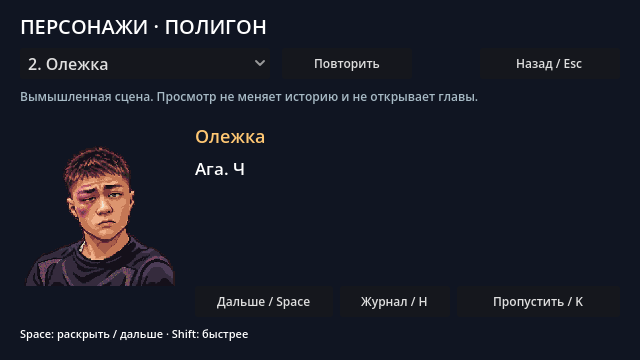 ПЕРСОНАЖИ · ПОЛИГОН
2. Олежка
Повторить
Назад / Esc
Вымышленная сцена. Просмотр не меняет историю и не открывает главы.
Олежка
Ага. Ч
Дальше / Space
Журнал / H
Пропустить / K
Space: раскрыть / дальше · Shift: быстрее